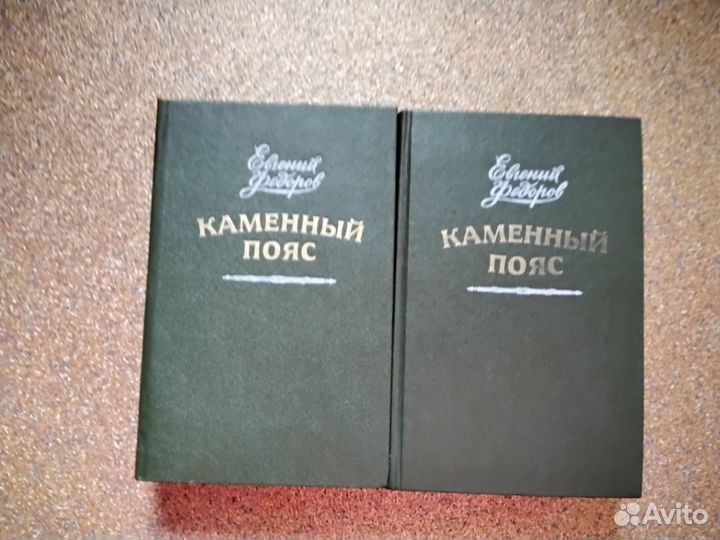 Евгений
Федоров
КАМЕННЫЙ
ПОЯС
Евгений
Федоров
КАМЕННЫЙ
ПОЯС
Avito